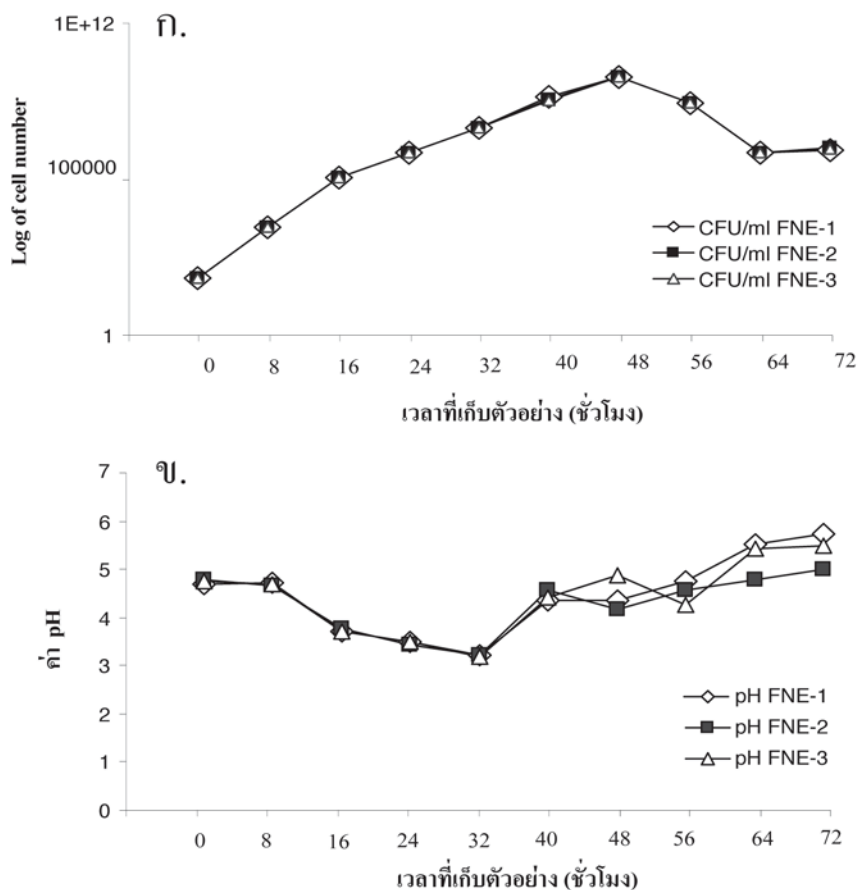 ก.
1E+12
100000
1
Log of cell number
CFU/ml FNE-1
CFU/ml FNE-2
CFU/ml FNE-3
0 8 16 24 32 40 48 56 64 72
เวลาที่เก็บตัวอย่าง (ชั่วโมง)
ข.
7
6
5
4
3
2
1
0
ค่า pH
pH FNE-1
pH FNE-2
pH FNE-3
0 8 16 24 32 40 48 56 64 72
เวลาที่เก็บตัวอย่าง (ชั่วโมง)